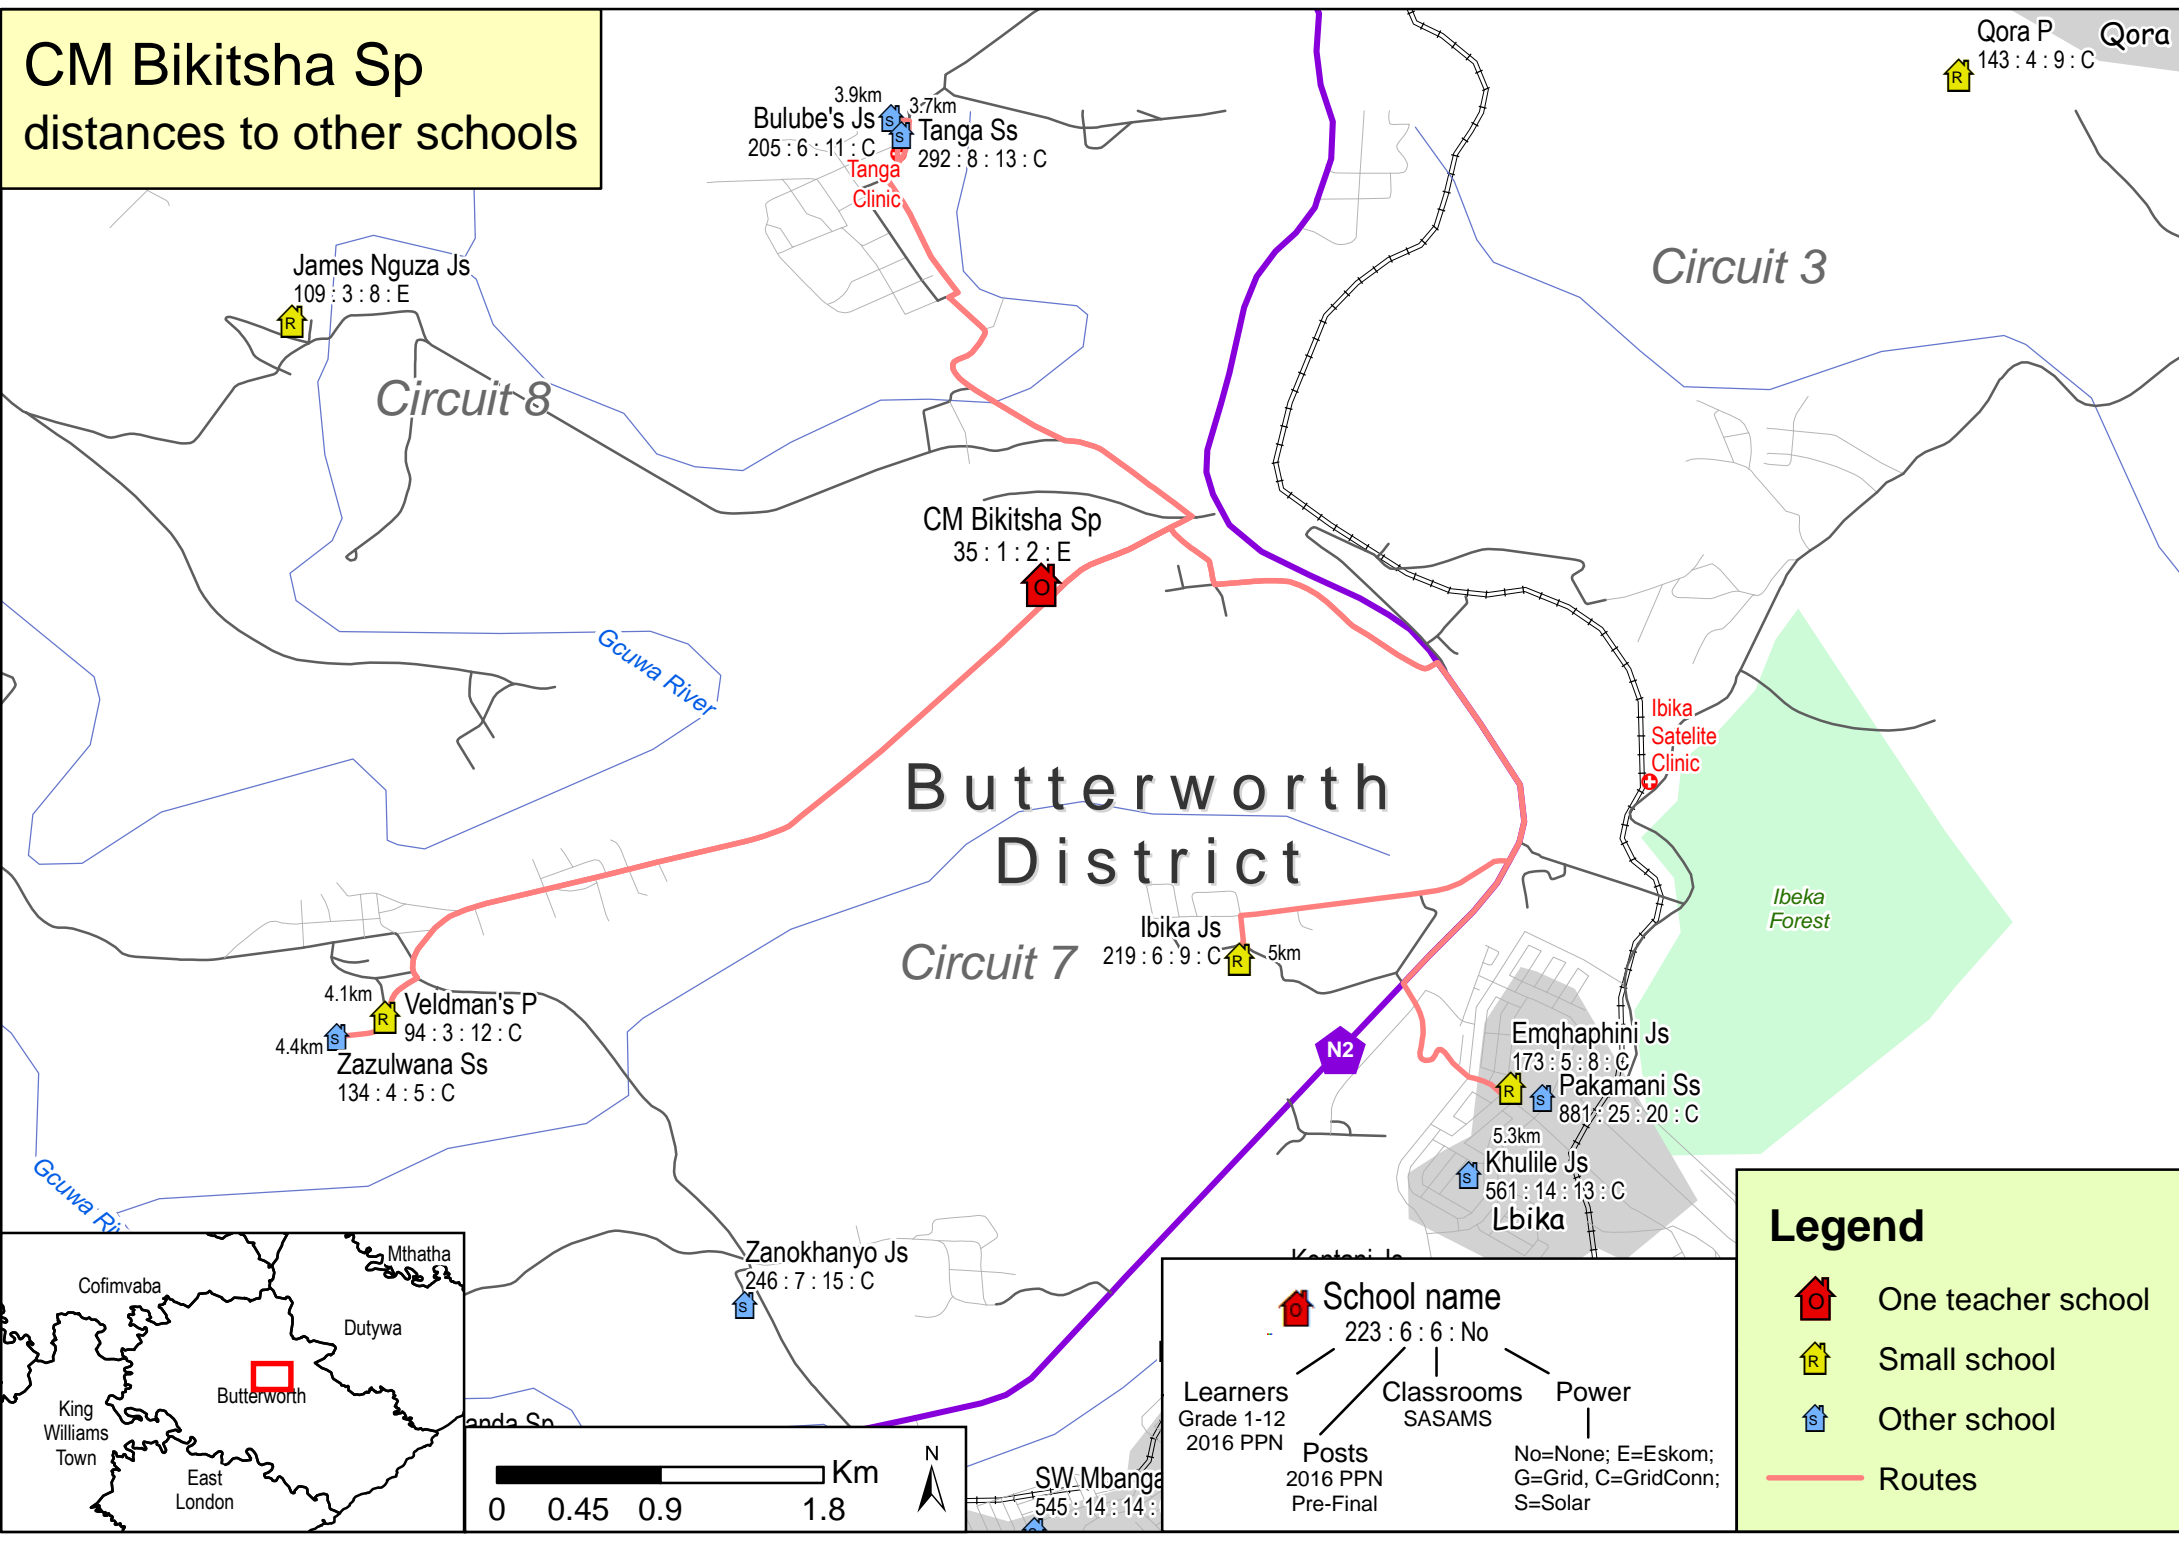 CM Bikitsha Sp
distances to other schools
Qora P
143 : 4 : 9 : C
Qora
R
3.9km
3.7km
Bulube's Js
205 : 6 : 11 : C
S
S
Tanga Ss
292 : 8 : 13 : C
Tanga
Clinic
James Nguza Js
109 : 3 : 8 : E
R
Circuit 3
Circuit 8
CM Bikitsha Sp
35 : 1 : 2 : E
O
Gcuwa River
Ibika
Satelite
Clinic
Butterworth
District
Ibeka
Forest
Ibika Js
219 : 6 : 9 : C
R
5km
Circuit 7
4.1km
R
Veldman's P
94 : 3 : 12 : C
4.4km
S
Zazulwana Ss
134 : 4 : 5 : C
N2
Emqhaphini Js
173 : 5 : 8 : C
R
S
Pakamani Ss
881 : 25 : 20 : C
5.3km
S
Khulile Js
561 : 14 : 13 : C
Lbika
Gcuwa Riv
Zanokhanyo Js
246 : 7 : 15 : C
S
SW Mbanga
545 : 14 : 14 :
anda Sp
Mthatha
Cofimvaba
Dutywa
Butterworth
King
Williams
Town
East
London
Km
0 0.45 0.9 1.8
N
O
School name
223 : 6 : 6 : No
Learners
Grade 1-12
2016 PPN
Posts
2016 PPN
Pre-Final
Classrooms
SASAMS
Power
No=None; E=Eskom;
G=Grid, C=GridConn;
S=Solar
Legend
O One teacher school
R Small school
S Other school
Routes